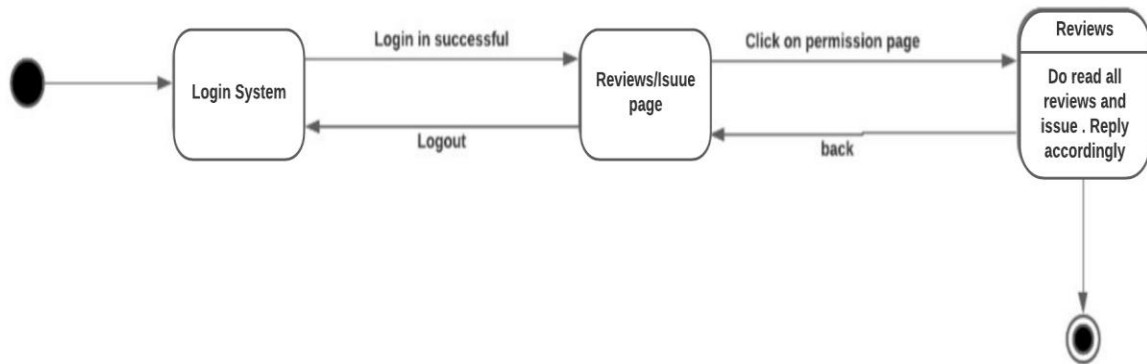 Login System
Login in successful
Logout
Reviews/Isuue
page
Click on permission page
back
Reviews
Do read all
reviews and
issue . Reply
accordingly